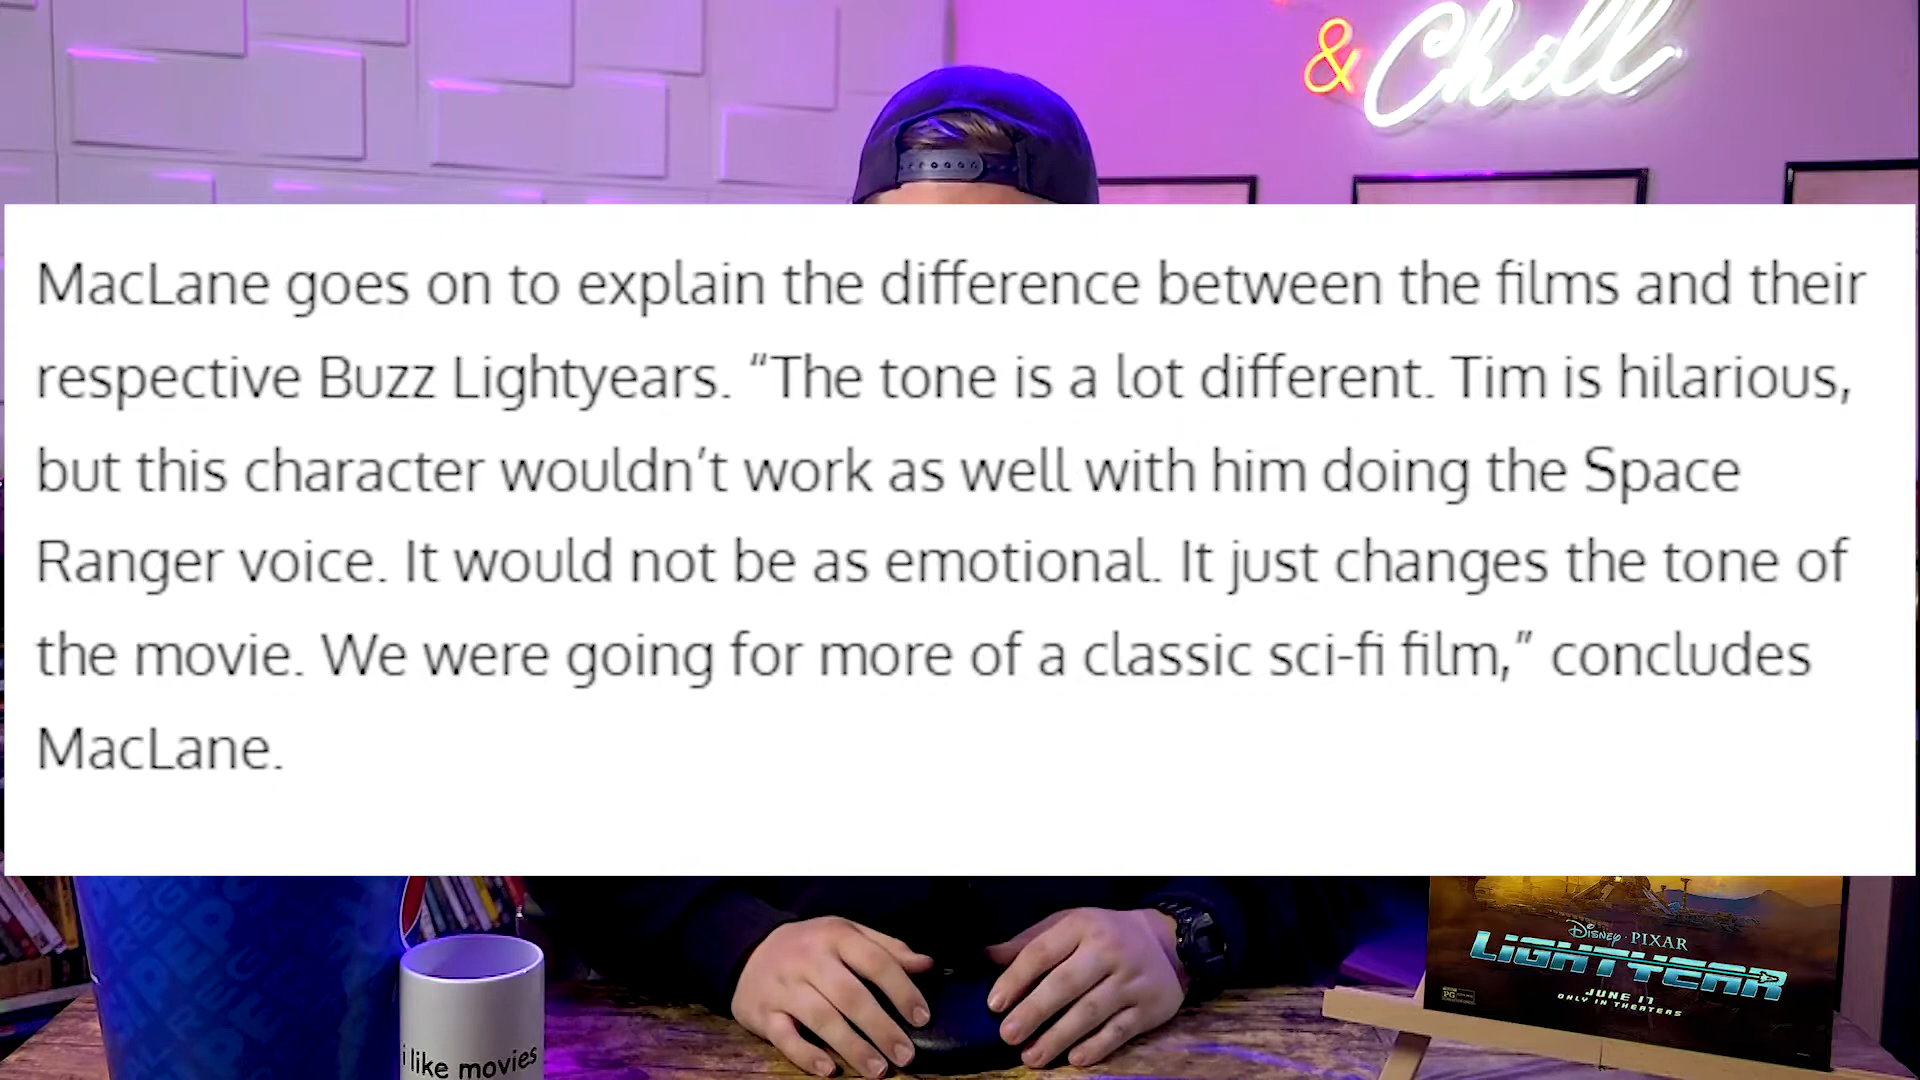 & Chill
MacLane goes on to explain the difference between the films and their
respective Buzz Lightyears. “The tone is a lot different. Tim is hilarious,
but this character wouldn’t work as well with him doing the Space
Ranger voice. It would not be as emotional. It just changes the tone of
the movie. We were going for more of a classic sci-fi film,” concludes
MacLane.
i like movies
Disney · PIXAR
LIGHTYEAR
JUNE 17
ONLY IN THEATERS
PG